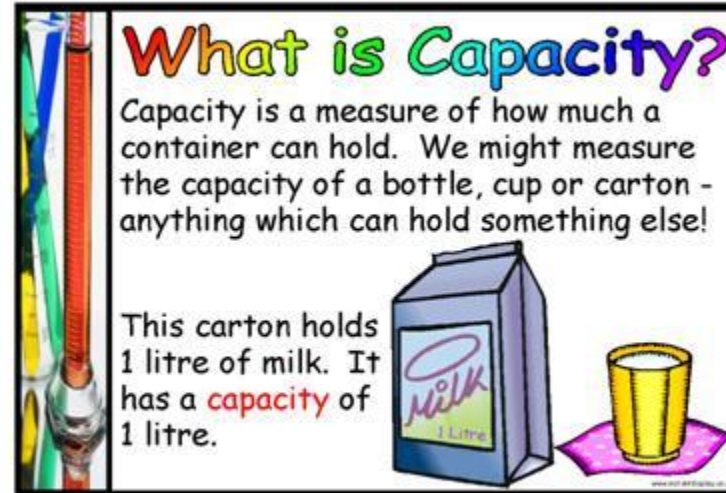 What is Capacity?
Capacity is a measure of how much a
container can hold. We might measure
the capacity of a bottle, cup or carton -
anything which can hold something else!
This carton holds
1 litre of milk. It
has a capacity of
1 litre.
Milk
1 Litre